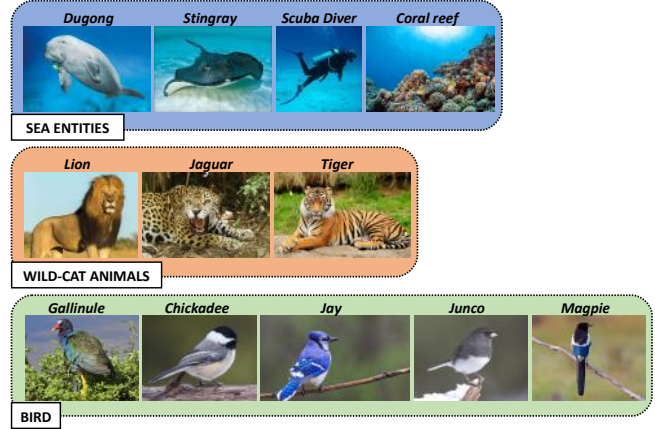 Dugong Stingray Scuba Diver Coral reef
SEA ENTITIES
Lion Jaguar Tiger
WILD-CAT ANIMALS
Gallinule Chickadee Jay Junco Magpie
BIRD